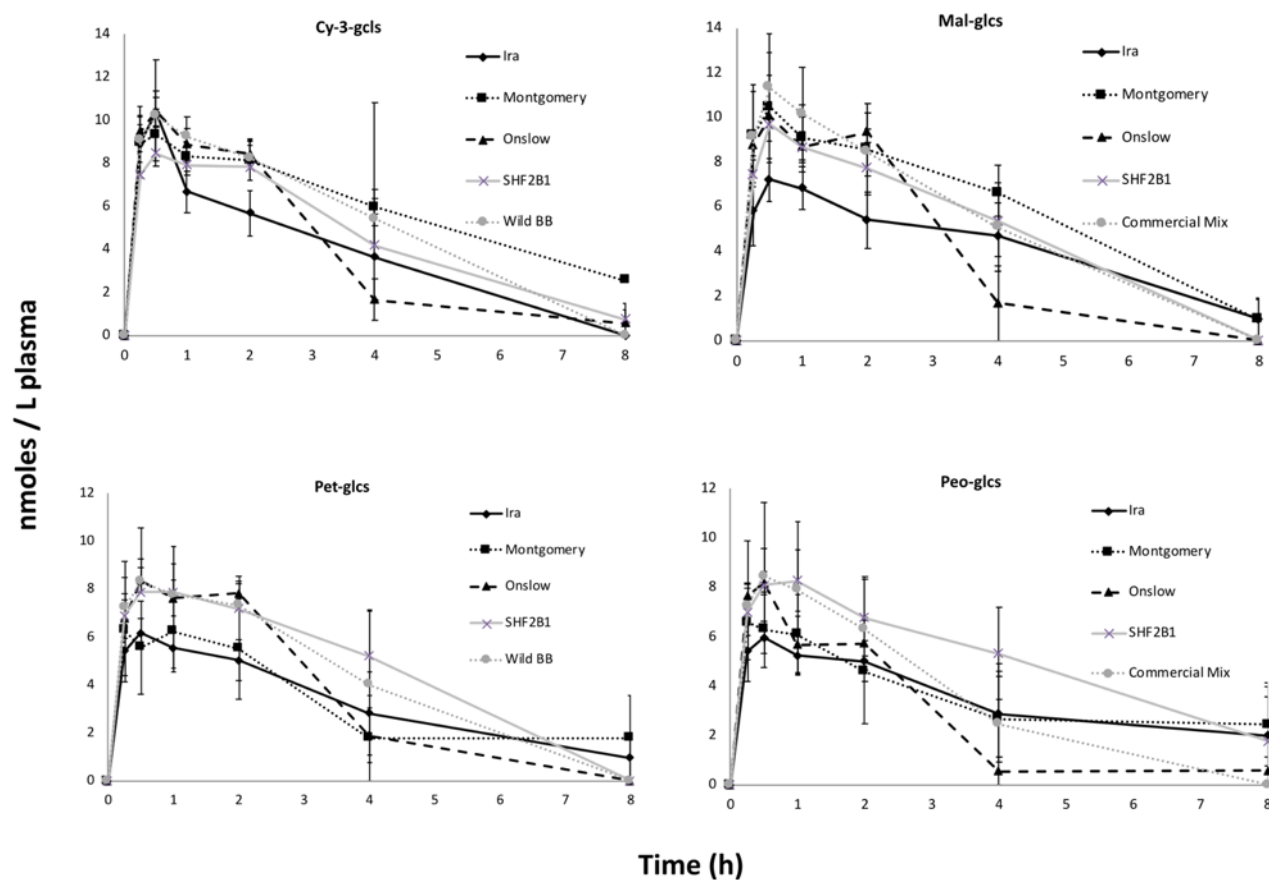 Cy-3-gcls
14
12
10
8
6
4
2
0
0 1 2 3 4 5 6 7 8
Ira
Montgomery
Onslow
SHF2B1
Wild BB
Mal-glcs
14
12
10
8
6
4
2
0
0 1 2 3 4 5 6 7 8
Ira
Montgomery
Onslow
SHF2B1
Commercial Mix
nmoles / L plasma
Pet-glcs
12
10
8
6
4
2
0
0 1 2 3 4 5 6 7 8
Ira
Montgomery
Onslow
SHF2B1
Wild BB
Peo-glcs
12
10
8
6
4
2
0
0 1 2 3 4 5 6 7 8
Ira
Montgomery
Onslow
SHF2B1
Commercial Mix
Time (h)